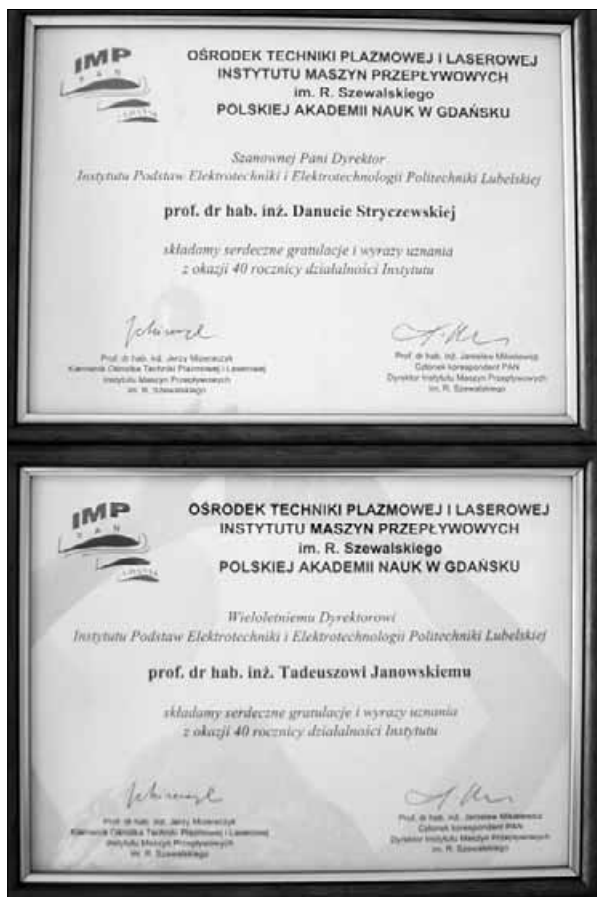 IMP
PAN
GDAŃSK
OŚRODEK TECHNIKI PLAZMOWEJ I LASEROWEJ
INSTYTUTU MASZYN PRZEPŁYWOWYCH
im. R. Szewalskiego
POLSKIEJ AKADEMII NAUK W GDAŃSKU
Szanownej Pani Dyrektor
Instytutu Podstaw Elektrotechniki i Elektrotechnologii Politechniki Lubelskiej
prof. dr hab. inż. Danucie Stryczewskiej
składamy serdeczne gratulacje i wyrazy uznania
z okazji 40 rocznicy działalności Instytutu
Prof. dr hab. inż. Jerzy Mizeraczyk
Kierownik Ośrodka Techniki Plazmowej i Laserowej
Instytutu Maszyn Przepływowych
im. R. Szewalskiego
Prof. dr hab. inż. Jarosław Mikielewicz
Członek korespondent PAN
Dyrektor Instytutu Maszyn Przepływowych
im. R. Szewalskiego
IMP
PAN
GDAŃSK
OŚRODEK TECHNIKI PLAZMOWEJ I LASEROWEJ
INSTYTUTU MASZYN PRZEPŁYWOWYCH
im. R. Szewalskiego
POLSKIEJ AKADEMII NAUK W GDAŃSKU
Wieloletniemu Dyrektorowi
Instytutu Podstaw Elektrotechniki i Elektrotechnologii Politechniki Lubelskiej
prof. dr hab. inż. Tadeuszowi Janowskiemu
składamy serdeczne gratulacje i wyrazy uznania
z okazji 40 rocznicy działalności Instytutu
Prof. dr hab. inż. Jerzy Mizeraczyk
Kierownik Ośrodka Techniki Plazmowej i Laserowej
Instytutu Maszyn Przepływowych
im. R. Szewalskiego
Prof. dr hab. inż. Jarosław Mikielewicz
Członek korespondent PAN
Dyrektor Instytutu Maszyn Przepływowych
im. R. Szewalskiego